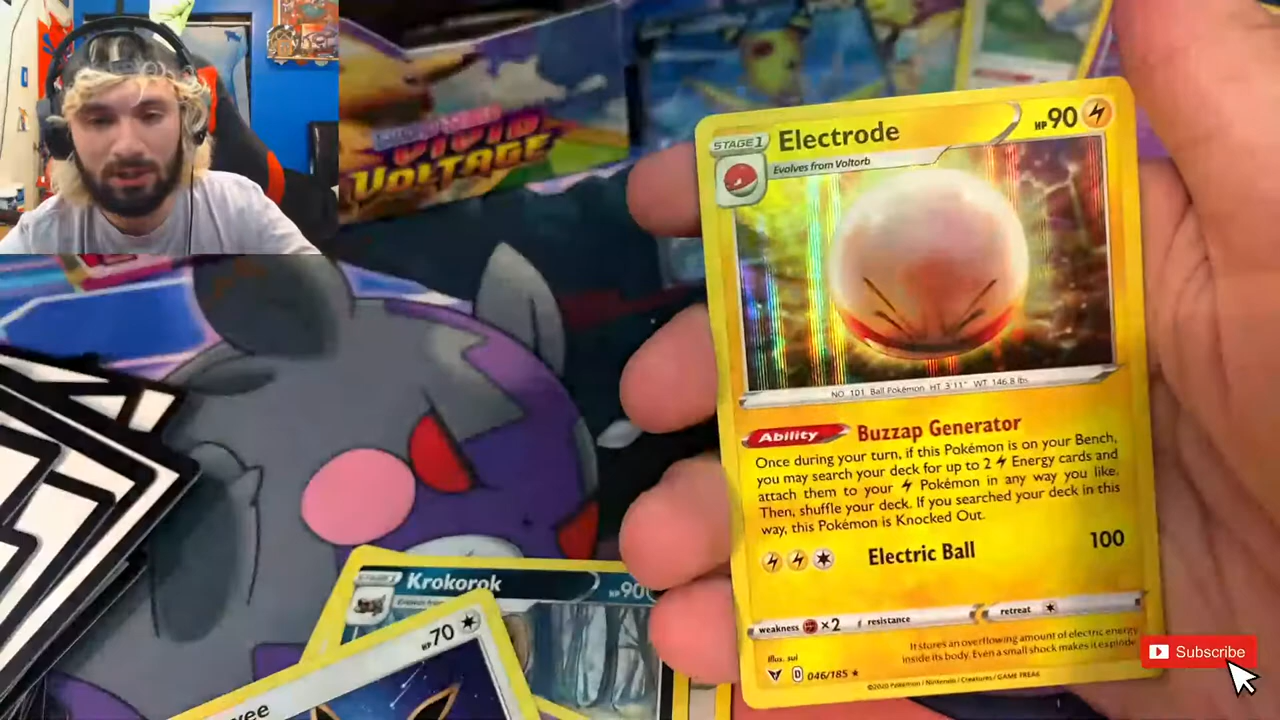 VIVID
VOLTAGE
STAGE 1
Electrode
HP 90
Evolves from Voltorb
NO. 101 Ball Pokémon HT 3'11" WT 146.8 lbs.
Ability Buzzap Generator
Once during your turn, if this Pokémon is on your Bench,
you may search your deck for up to 2 Energy cards and
attach them to your Pokémon in any way you like.
Then, shuffle your deck. If you searched your deck in this
way, this Pokémon is Knocked Out.
Electric Ball 100
weakness ×2 resistance retreat
It stores an overflowing amount of electric energy
inside its body. Even a small shock makes it explode.
Illus. sui
D 046/185 ★
©2020 Pokémon / Nintendo / Creatures / GAME FREAK
STAGE 1
Krokorok
HP 90
Evolves from
HP 70
vee
Subscribe